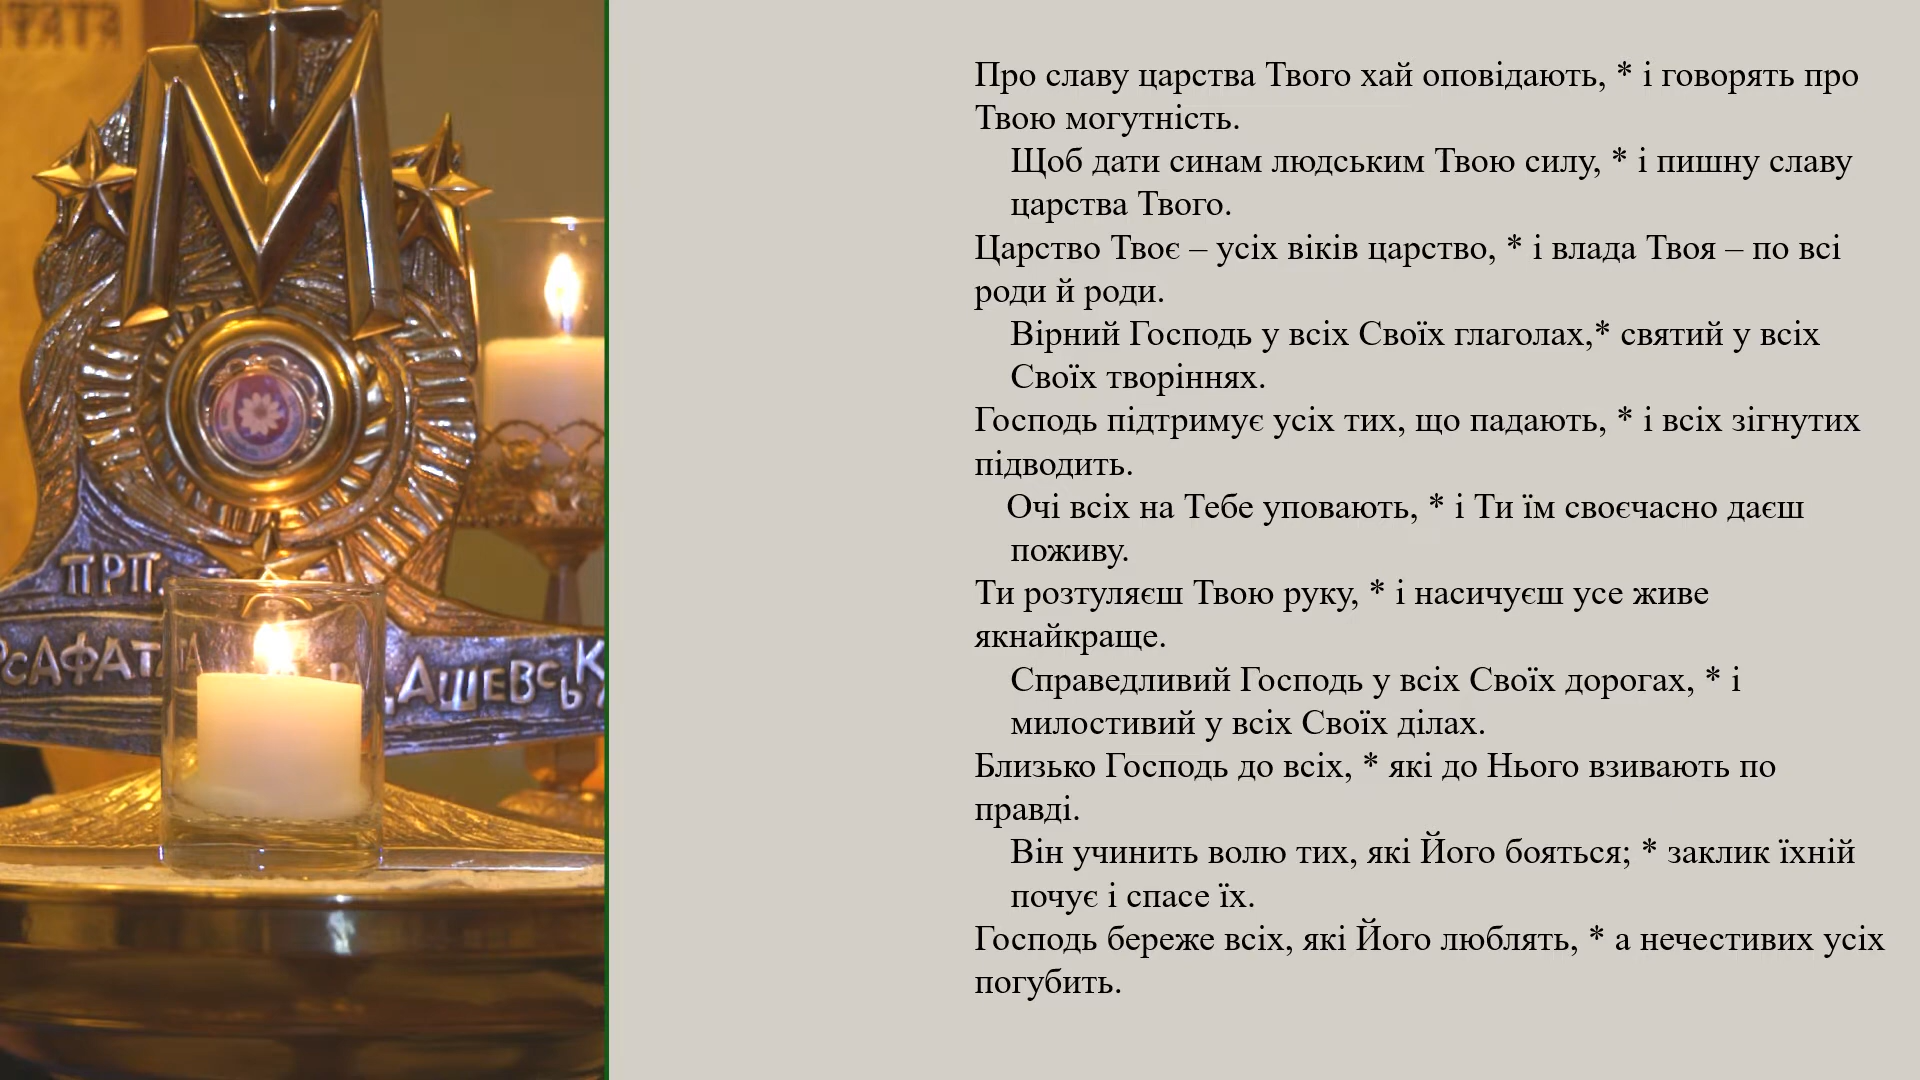 ПРП.
АШЕВСЬК
Про славу царства Твого хай оповідають, * і говорять про
Твою могутність.
Щоб дати синам людським Твою силу, * і пишну славу
царства Твого.
Царство Твоє – усіх віків царство, * і влада Твоя – по всі
роди й роди.
Вірний Господь у всіх Своїх глаголах,* святий у всіх
Своїх творіннях.
Господь підтримує усіх тих, що падають, * і всіх зігнутих
підводить.
Очі всіх на Тебе уповають, * і Ти їм своєчасно даєш
поживу.
Ти розтуляєш Твою руку, * і насичуєш усе живе
якнайкраще.
Справедливий Господь у всіх Своїх дорогах, * і
милостивий у всіх Своїх ділах.
Близько Господь до всіх, * які до Нього взивають по
правді.
Він учинить волю тих, які Його бояться; * заклик їхній
почує і спасе їх.
Господь береже всіх, які Його люблять, * а нечестивих усіх
погубить.